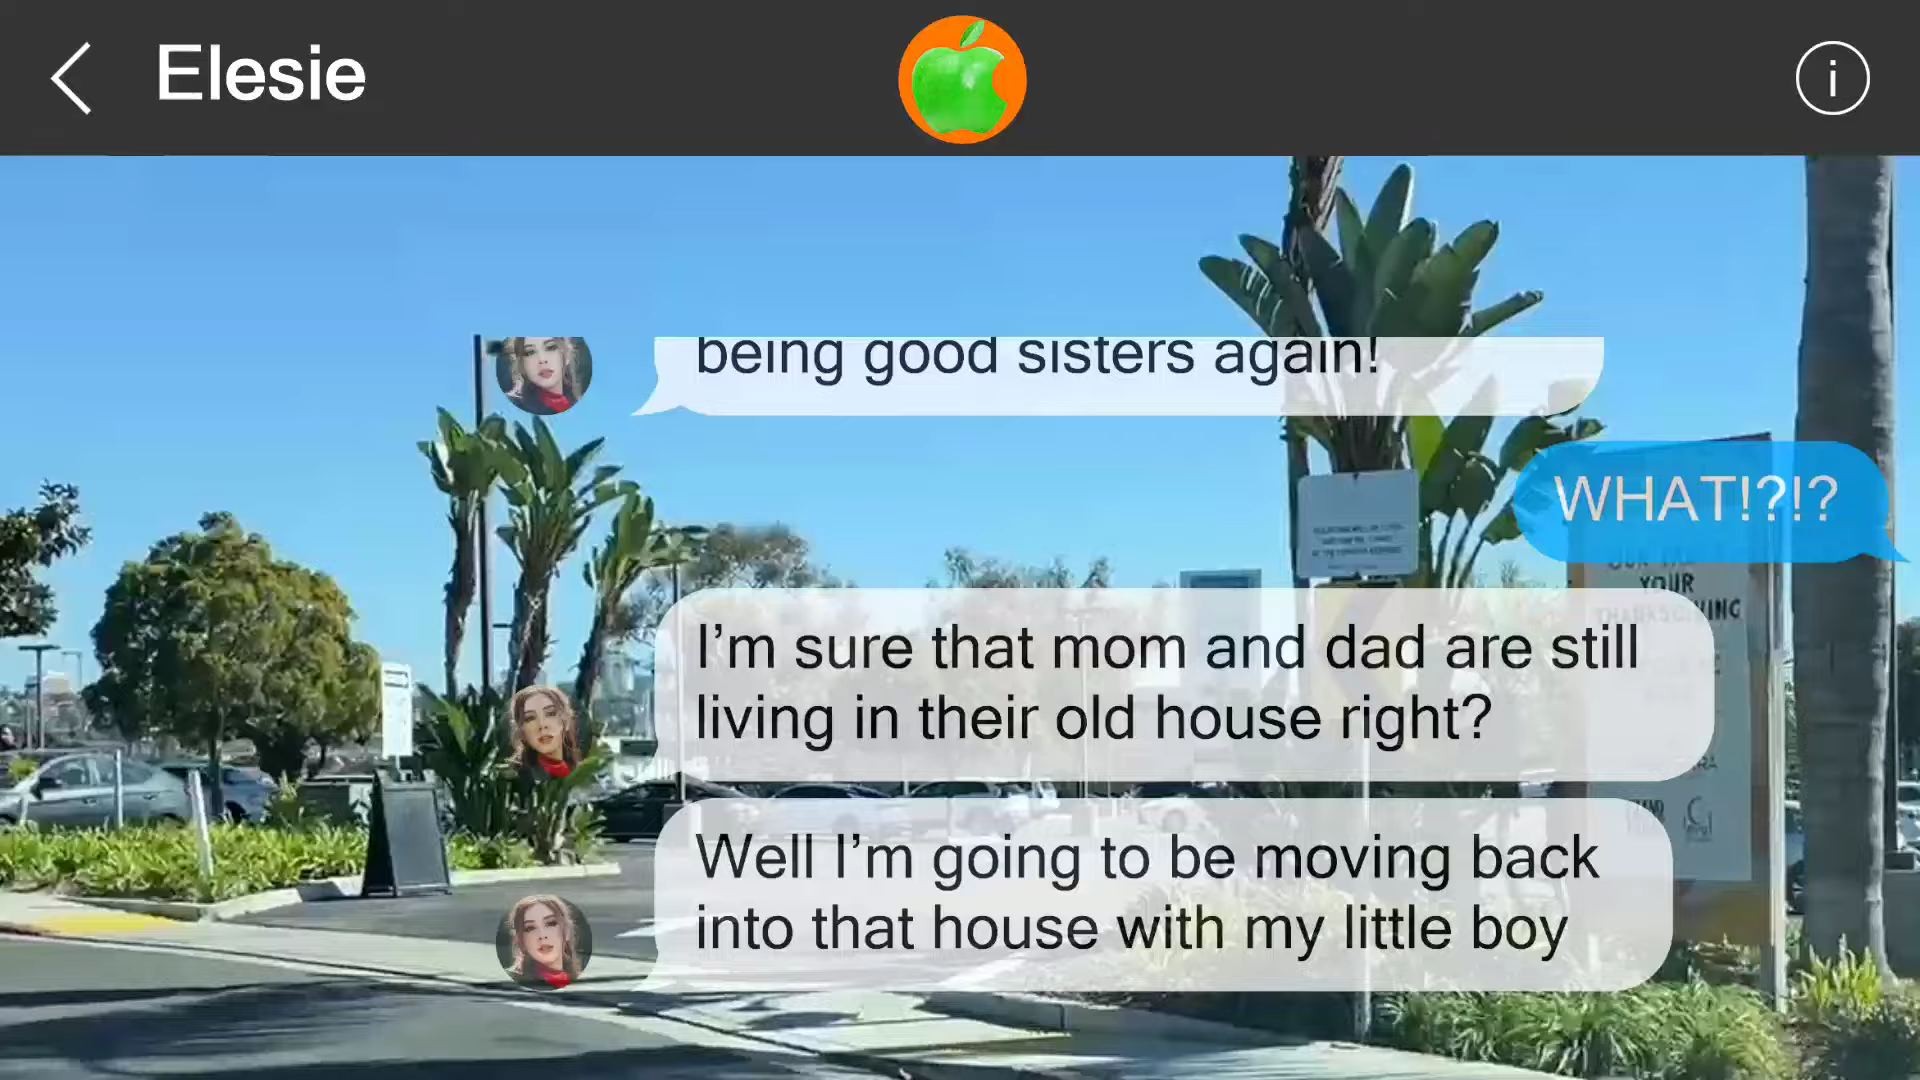 Elesie
i
being good sisters again!
WHAT!?!?
YOUR
THANKSGIVING
I'm sure that mom and dad are still
living in their old house right?
Well I'm going to be moving back
into that house with my little boy